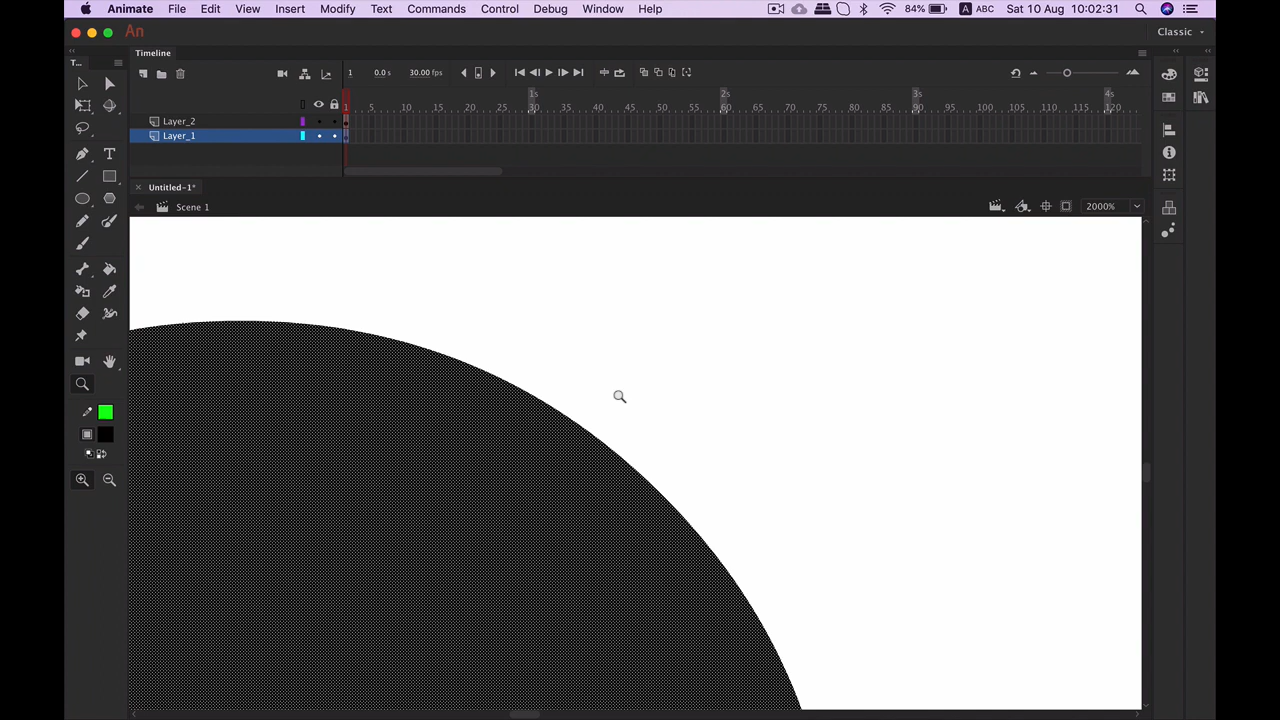 Animate File Edit View Insert Modify Text Commands Control Debug Window Help 84% A ABC Sat 10 Aug 10:02:31
An Classic
Timeline
T...
1 0.0 s 30.00 fps
1s 2s 3s 4s
1 5 10 15 20 25 30 35 40 45 50 55 60 65 70 75 80 85 90 95 100 105 110 115 120
Layer_2
Layer_1
T
Untitled-1*
Scene 1 2000%